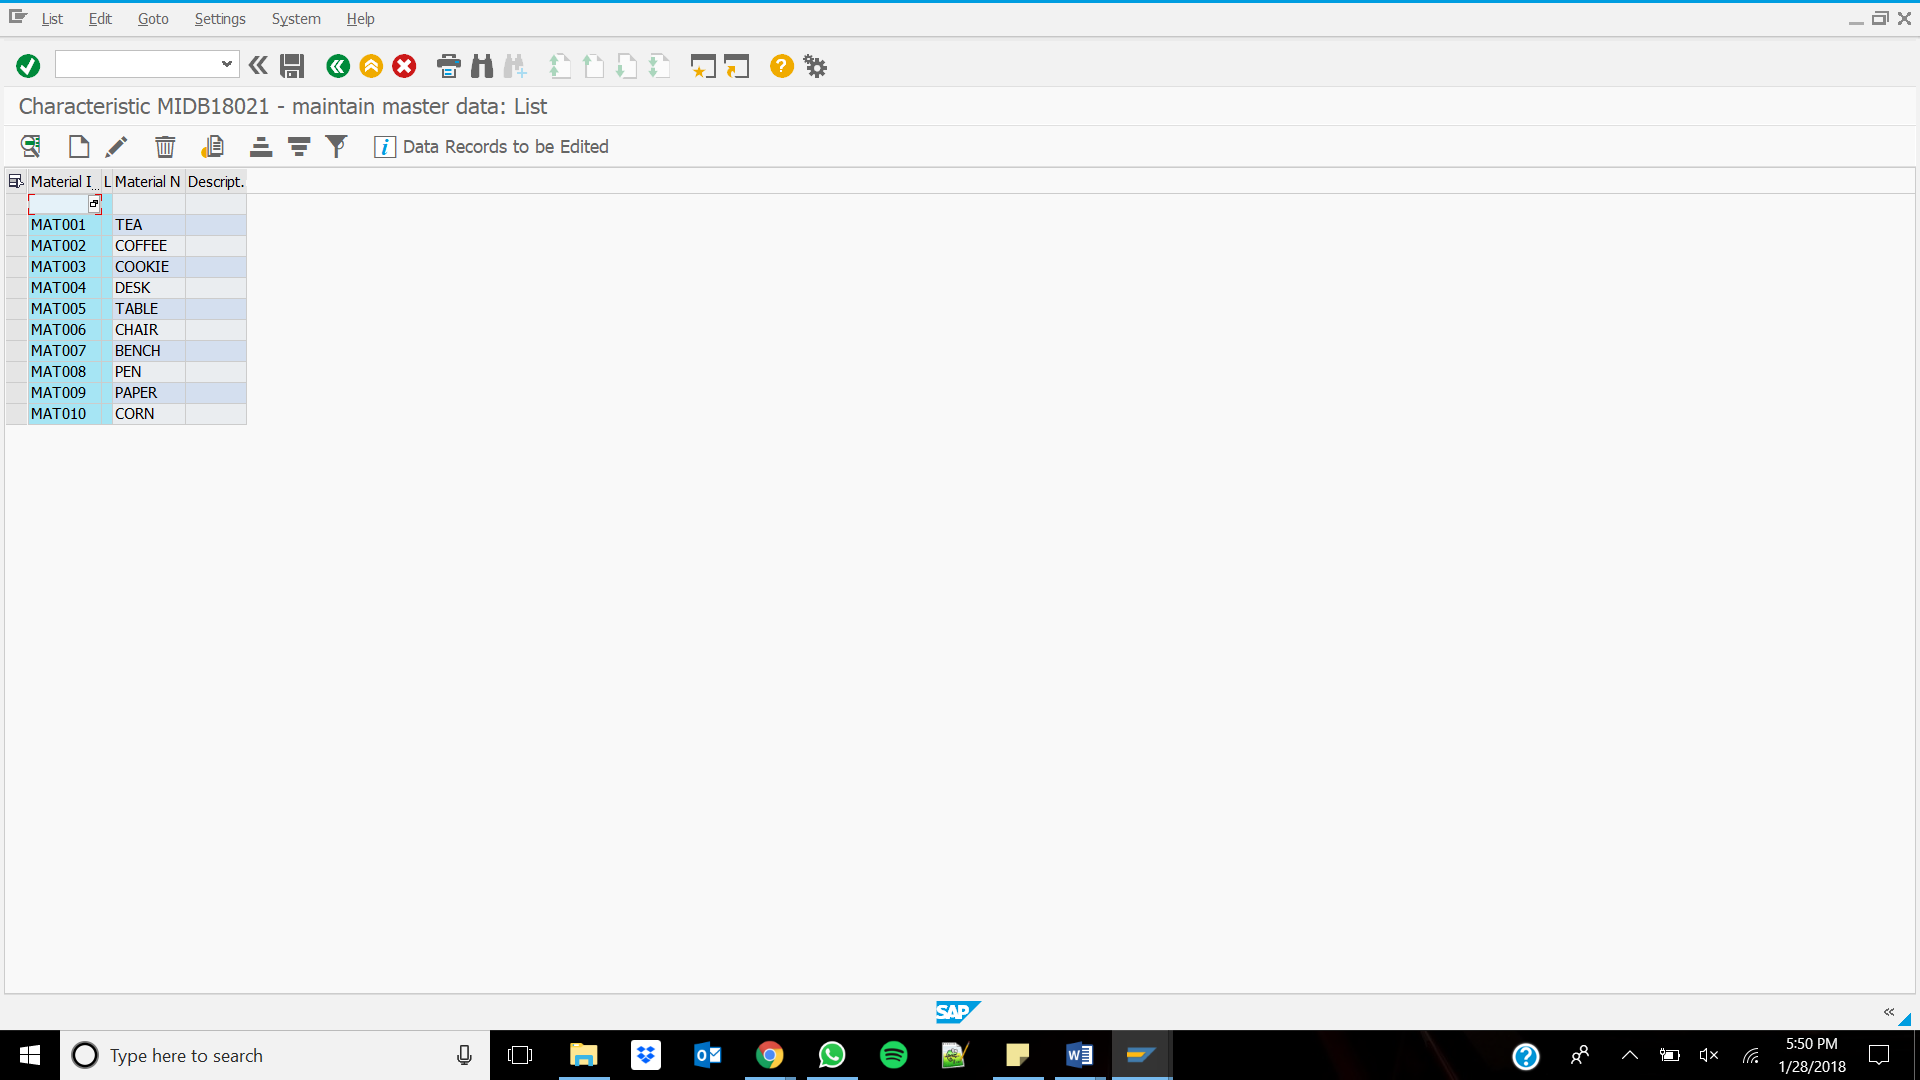 List Edit Goto Settings System Help
Characteristic MIDB18021 - maintain master data: List
i Data Records to be Edited
Material I... L Material N Descript.
MAT001 TEA
MAT002 COFFEE
MAT003 COOKIE
MAT004 DESK
MAT005 TABLE
MAT006 CHAIR
MAT007 BENCH
MAT008 PEN
MAT009 PAPER
MAT010 CORN
SAP
Type here to search
5:50 PM
1/28/2018